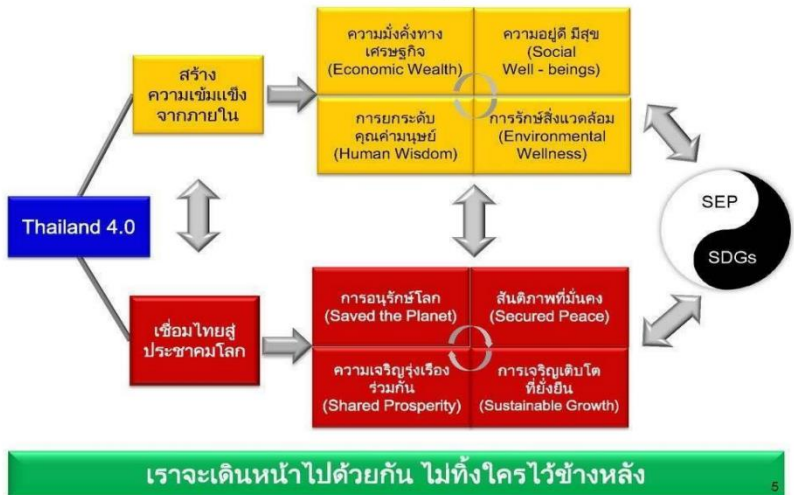 ความมั่งคั่งทาง
เศรษฐกิจ
(Economic Wealth)
ความอยู่ดี มีสุข
(Social
Well - beings)
สร้าง
ความเข้มแข็ง
จากภายใน
การยกระดับ
คุณค่ามนุษย์
(Human Wisdom)
การรักษ์สิ่งแวดล้อม
(Environmental
Wellness)
Thailand 4.0
SEP
SDGs
เชื่อมไทยสู่
ประชาคมโลก
การอนุรักษ์โลก
(Saved the Planet)
สันติภาพที่มั่นคง
(Secured Peace)
ความเจริญรุ่งเรือง
ร่วมกัน
(Shared Prosperity)
การเจริญเติบโต
ที่ยั่งยืน
(Sustainable Growth)
เราจะเดินหน้าไปด้วยกัน ไม่ทิ้งใครไว้ข้างหลัง
5